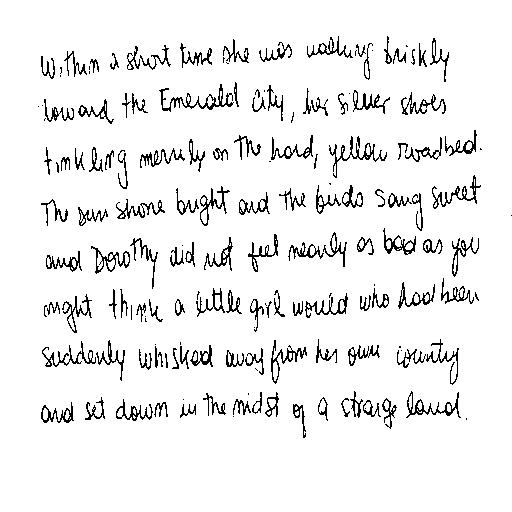 Within a short time she was walking briskly
toward the Emerald City, her silver shoes
tinkling merrily on the hard, yellow roadbed.
The sun shone bright and the birds sang sweet
and Dorothy did not feel nearly as bad as you
might think a little girl would who had been
suddenly whisked away from her own country
and set down in the midst of a strange land.